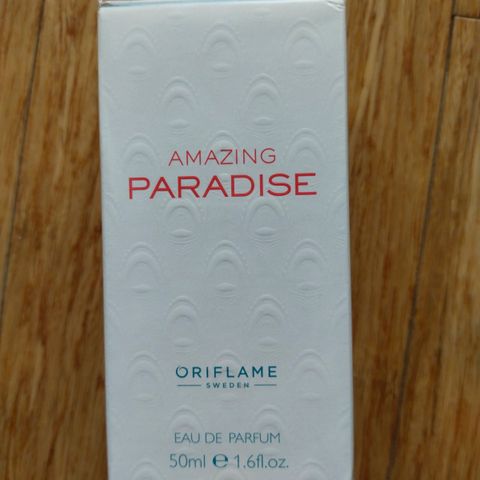 AMAZING
PARADISE
ORIFLAME
SWEDEN
EAU DE PARFUM
50ml ℮ 1.6fl.oz.